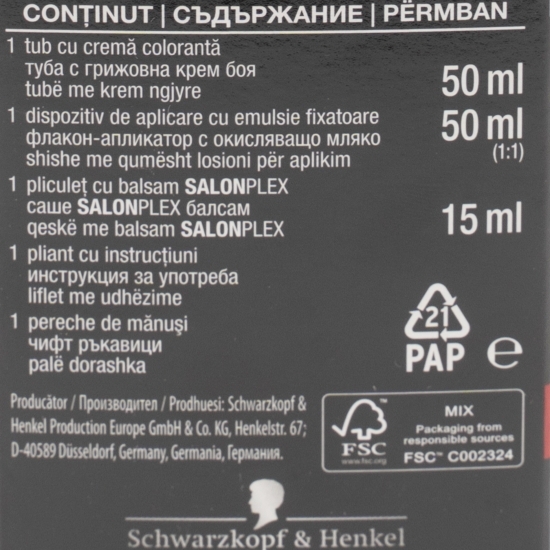 CONȚINUT | СЪДЪРЖАНИЕ | PËRMBAN
1 tub cu cremă colorantă
туба с грижовна крем боя
tubë me krem ngjyre
50 ml
1 dispozitiv de aplicare cu emulsie fixatoare
флакон-апликатор с окисляващо мляко
shishe me qumësht losioni për aplikim
50 ml
(1:1)
1 pliculeț cu balsam SALONPLEX
саше SALONPLEX балсам
qeskë me balsam SALONPLEX
15 ml
1 pliant cu instrucțiuni
инструкция за употреба
liflet me udhëzime
1 pereche de mănuși
чифт ръкавици
palë dorashka
21
PAP e
Producător / Производител / Prodhuesi: Schwarzkopf &
Henkel Production Europe GmbH & Co. KG, Henkelstr. 67;
D-40589 Düsseldorf, Germany, Germania, Германия.
FSC
www.fsc.org
MIX
Packaging from
responsible sources
FSC™ C002324
Schwarzkopf & Henkel